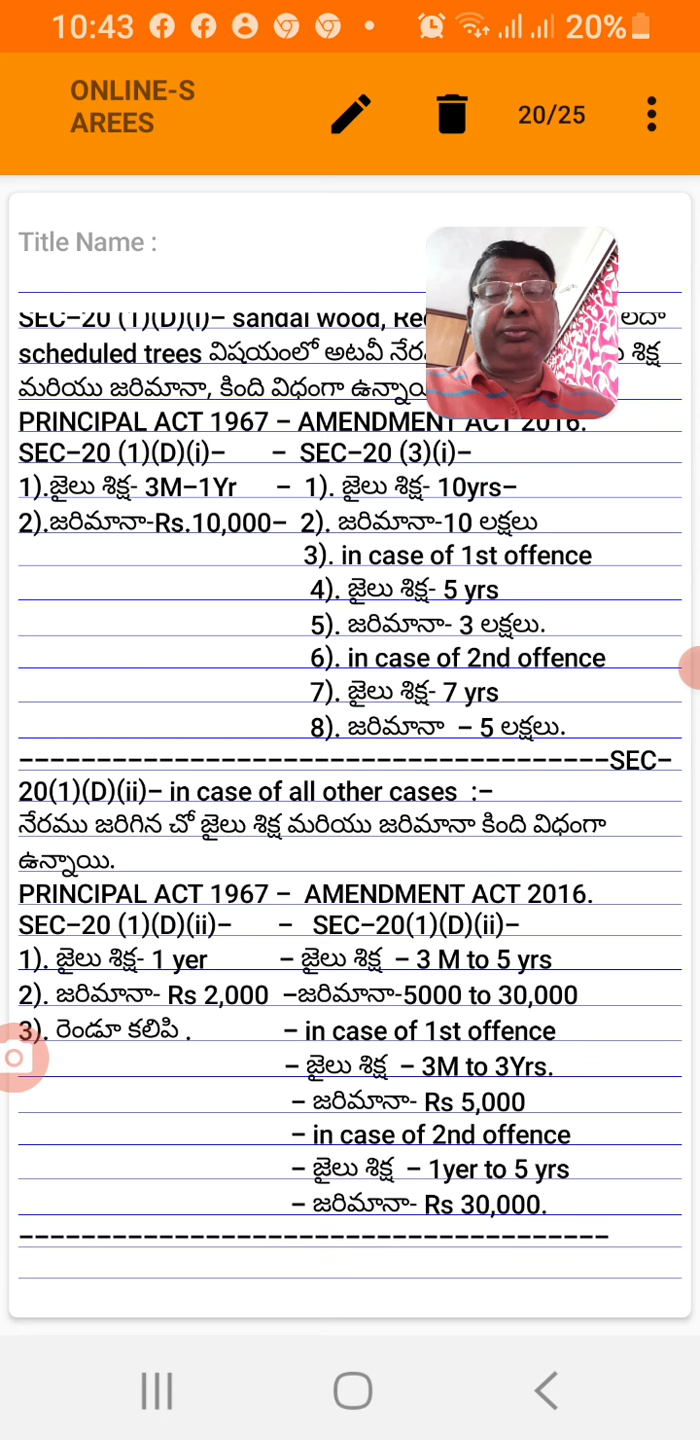 10:43
20%
ONLINE-S
AREES
20/25
Title Name :
SEC–20 (1)(D)(i)– sandal wood,
scheduled trees విషయంలో అటవీ శిక్ష
మరియు జరిమానా, కింది విధంగా
PRINCIPAL ACT 1967 – AMENDMENT ACT 2016.
SEC–20 (1)(D)(i)– – SEC–20 (3)(i)–
1).జైలు శిక్ష- 3M–1Yr – 1). జైలు శిక్ష- 10yrs–
2).జరిమానా-Rs.10,000– 2). జరిమానా-10 లక్షలు
3). in case of 1st offence
4). జైలు శిక్ష- 5 yrs
5). జరిమానా- 3 లక్షలు.
6). in case of 2nd offence
7). జైలు శిక్ష- 7 yrs
8). జరిమానా – 5 లక్షలు.
––––––––––––––––––––––––––––––––––––––SEC–
20(1)(D)(ii)– in case of all other cases :–
నేరము జరిగిన చో జైలు శిక్ష మరియు జరిమానా కింది విధంగా
ఉన్నాయి.
PRINCIPAL ACT 1967 – AMENDMENT ACT 2016.
SEC–20 (1)(D)(ii)– – SEC–20(1)(D)(ii)–
1). జైలు శిక్ష- 1 yer – జైలు శిక్ష – 3 M to 5 yrs
2). జరిమానా- Rs 2,000 –జరిమానా-5000 to 30,000
3). రెండూ కలిపి . – in case of 1st offence
– జైలు శిక్ష – 3M to 3Yrs.
– జరిమానా- Rs 5,000
– in case of 2nd offence
– జైలు శిక్ష – 1yer to 5 yrs
– జరిమానా- Rs 30,000.
––––––––––––––––––––––––––––––––––––––